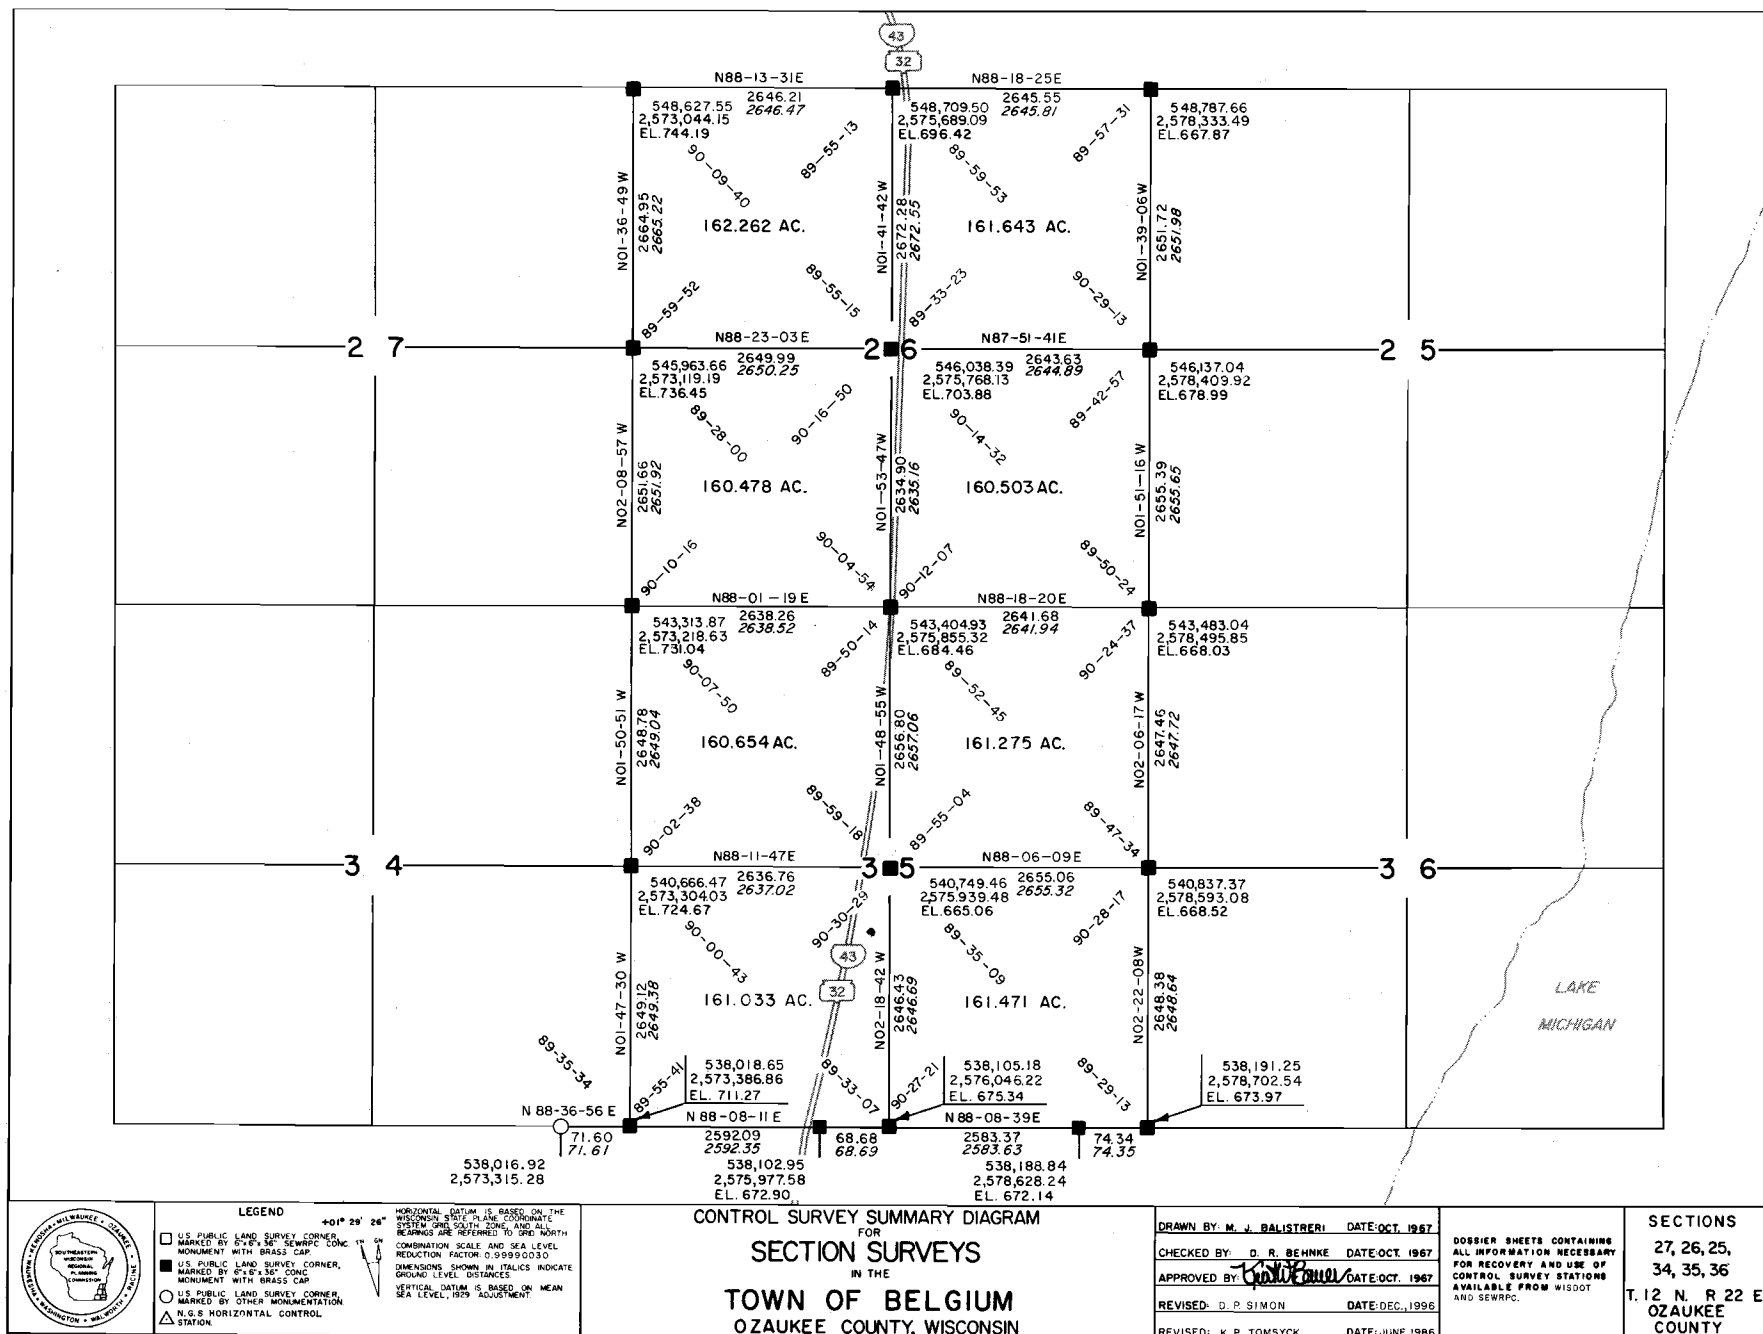 43
32
N88-13-31E
2646.21
2646.47
N88-18-25E
2645.55
2645.81
548,627.55
2,573,044.15
EL.744.19
548,709.50
2,575,689.09
EL.696.42
548,787.66
2,578,333.49
EL.667.87
90-09-40
89-55-13
89-59-53
89-57-31
N01-36-49W
2664.95
2665.22
162.262 AC.
N01-41-42W
2672.28
2672.55
161.643 AC.
N01-39-06W
2651.72
2651.98
89-59-52
89-55-15
89-33-23
90-29-13
2 7
N88-23-03E
2649.99
2650.25
2 6
N87-51-41E
2643.63
2644.89
2 5
545,963.66
2,573,119.19
EL.736.45
546,038.39
2,575,768.13
EL.703.88
546,137.04
2,578,409.92
EL.678.99
89-28-00
90-16-50
90-14-32
89-42-57
N02-08-57 W
2651.66
2651.92
160.478 AC.
N01-53-47W
2634.90
2635.16
160.503 AC.
N01-51-16 W
2655.39
2655.65
90-10-16
90-04-54
90-12-07
89-50-24
N88-01-19E
2638.26
2638.52
N88-18-20E
2641.68
2641.94
543,313.87
2,573,218.63
EL.731.04
543,404.93
2,575,855.32
EL.684.46
543,483.04
2,578,495.85
EL.668.03
90-07-50
89-50-14
89-52-45
90-24-37
N01-50-51 W
2648.78
2649.04
160.654 AC.
N01-48-55W
2656.80
2657.06
161.275 AC.
N02-06-17W
2647.46
2647.72
90-02-38
89-59-18
89-55-04
89-47-34
3 4
N88-11-47E
2636.76
2637.02
3 5
N88-06-09E
2655.06
2655.32
3 6
540,666.47
2,573,304.03
EL.724.67
540,749.46
2,575,939.48
EL.665.06
540,837.37
2,578,593.08
EL.668.52
90-00-43
90-30-29
89-35-09
90-28-17
43
32
N01-47-30 W
2649.12
2649.38
161.033 AC.
N02-18-42 W
2646.43
2646.69
161.471 AC.
N02-22-08W
2648.38
2648.64
LAKE
MICHIGAN
89-35-34
89-55-41
89-33-07
90-27-21
89-29-13
538,018.65
2,573,386.86
EL. 711.27
538,105.18
2,576,046.22
EL. 675.34
538,191.25
2,578,702.54
EL. 673.97
N 88-36-56 E
71.60
71.61
N 88-08-11 E
2592.09
2592.35
68.68
68.69
N 88-08-39E
2583.37
2583.63
74.34
74.35
538,016.92
2,573,315.28
538,102.95
2,575,977.58
EL. 672.90
538,188.84
2,578,628.24
EL. 672.14
KENOSHA • MILWAUKEE • OZAUKEE • RACINE • WALWORTH • WASHINGTON • WAUKESHA
SOUTHEASTERN
WISCONSIN
REGIONAL
PLANNING
COMMISSION
LEGEND
U.S. PUBLIC LAND SURVEY CORNER,
MARKED BY 6"x6"x36" SEWRPC CONC.
MONUMENT WITH BRASS CAP.
U.S. PUBLIC LAND SURVEY CORNER,
MARKED BY 6"x6"x36" CONC.
MONUMENT WITH BRASS CAP
U.S. PUBLIC LAND SURVEY CORNER,
MARKED BY OTHER MONUMENTATION.
N.G.S HORIZONTAL CONTROL
STATION.
+01° 29' 26"
TN GN
HORIZONTAL DATUM IS BASED ON THE
WISCONSIN STATE PLANE COORDINATE
SYSTEM GRID, SOUTH ZONE, AND ALL
BEARINGS ARE REFERRED TO GRID NORTH
COMBINATION SCALE AND SEA LEVEL
REDUCTION FACTOR: 0.99990030
DIMENSIONS SHOWN IN ITALICS INDICATE
GROUND LEVEL DISTANCES.
VERTICAL DATUM IS BASED ON MEAN
SEA LEVEL, 1929 ADJUSTMENT.
CONTROL SURVEY SUMMARY DIAGRAM
FOR
SECTION SURVEYS
IN THE
TOWN OF BELGIUM
OZAUKEE COUNTY, WISCONSIN
DRAWN BY: M. J. BALISTRERI DATE: OCT. 1967
CHECKED BY: D. R. BEHNKE DATE: OCT. 1967
APPROVED BY: DATE: OCT. 1967
REVISED: D. P. SIMON DATE: DEC., 1996
REVISED: K. P. TOMSYCK DATE: JUNE 1986
DOSSIER SHEETS CONTAINING
ALL INFORMATION NECESSARY
FOR RECOVERY AND USE OF
CONTROL SURVEY STATIONS
AVAILABLE FROM WISDOT
AND SEWRPC.
SECTIONS
27, 26, 25,
34, 35, 36
T. 12 N. R 22 E
OZAUKEE
COUNTY